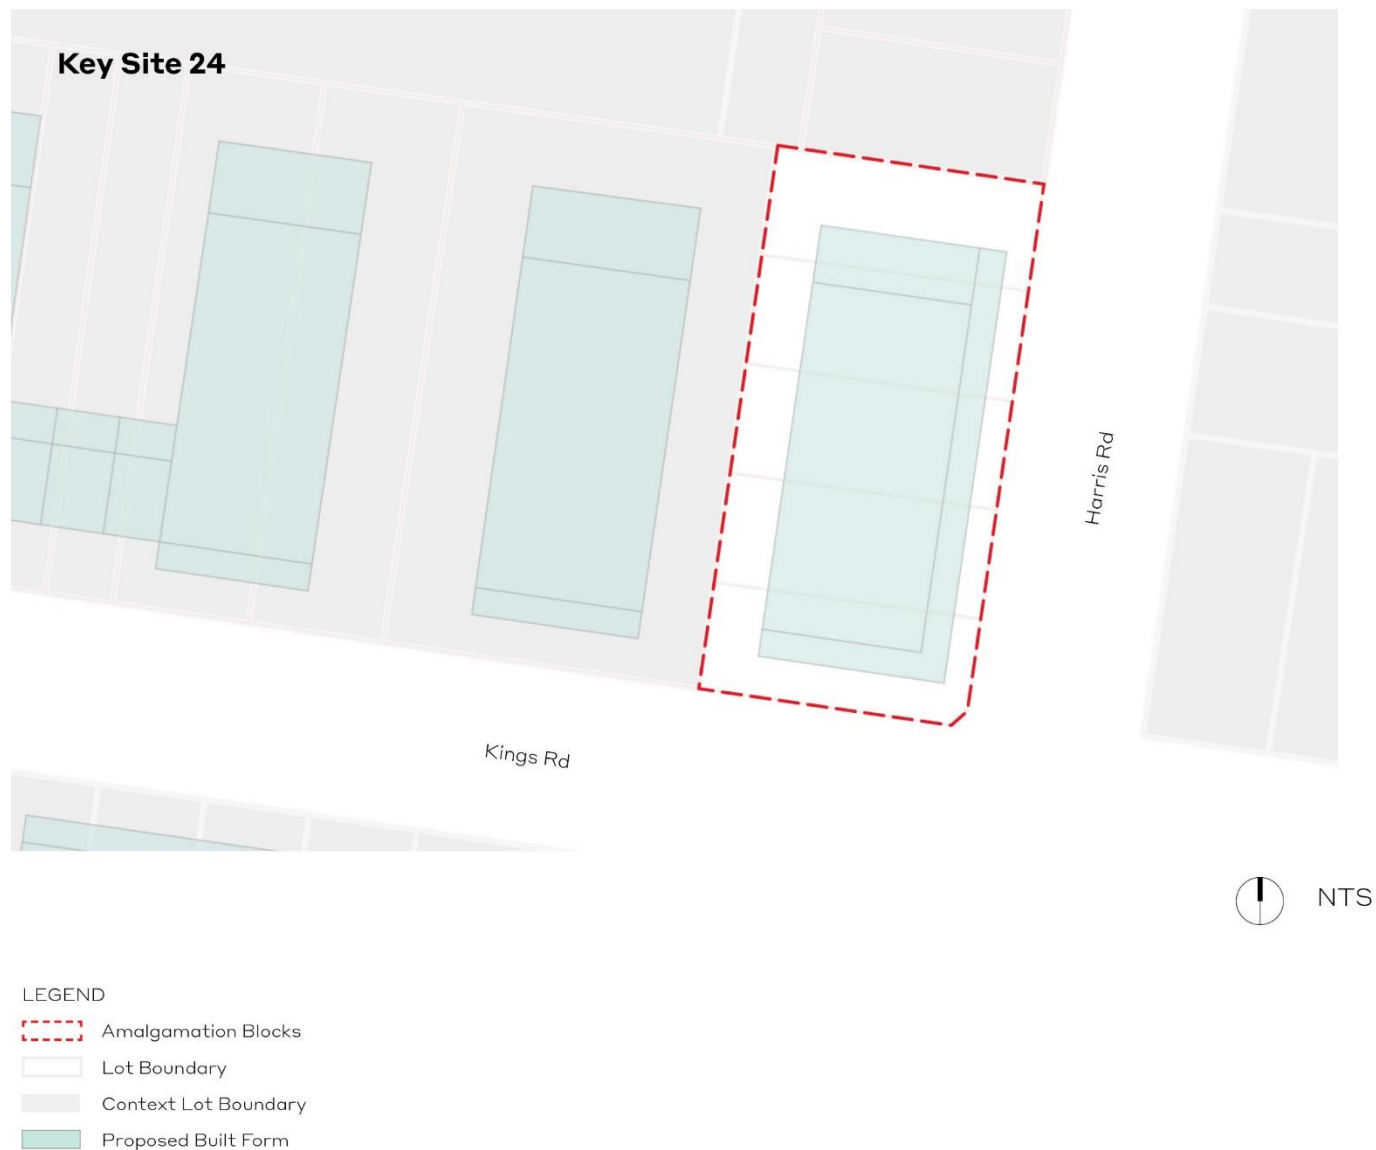 Key Site 24
Harris Rd
Kings Rd
NTS
LEGEND
Amalgamation Blocks
Lot Boundary
Context Lot Boundary
Proposed Built Form